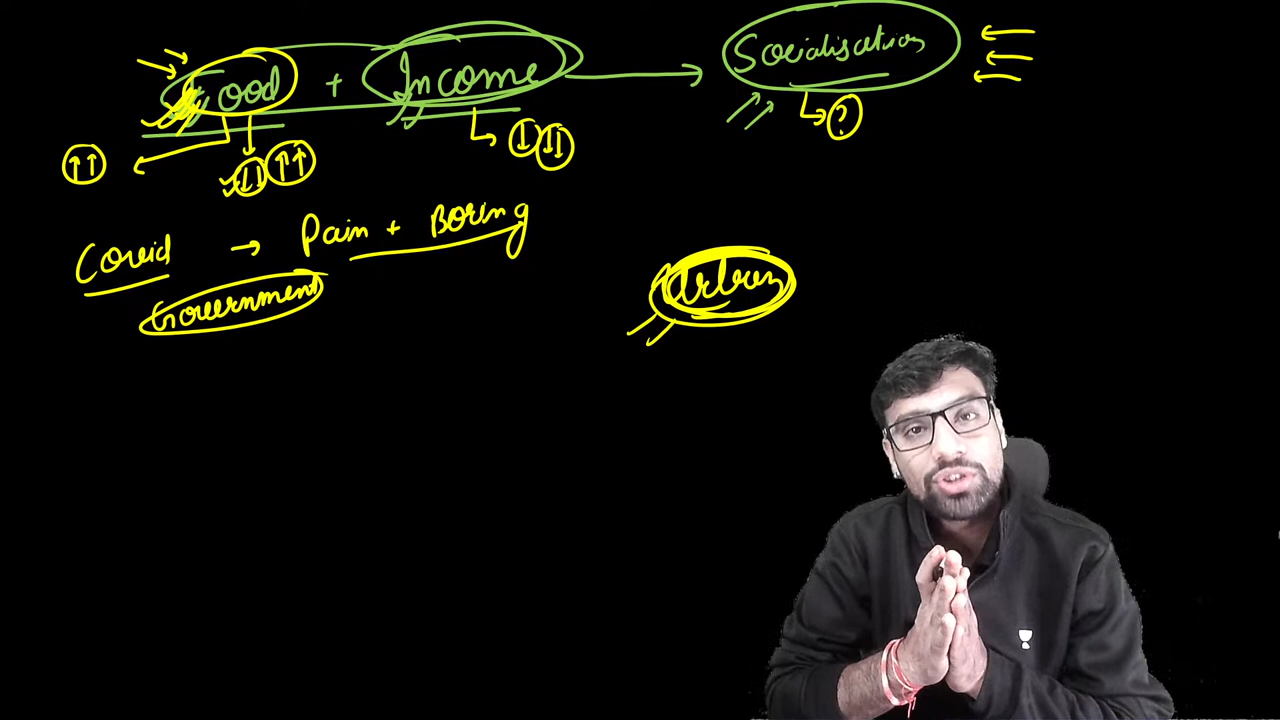 Food + Income → Socialisation
↑↑ ↓↓ ↑↑ ↓ ↓↓ ?
Covid → Pain + Boring
Government
Urban